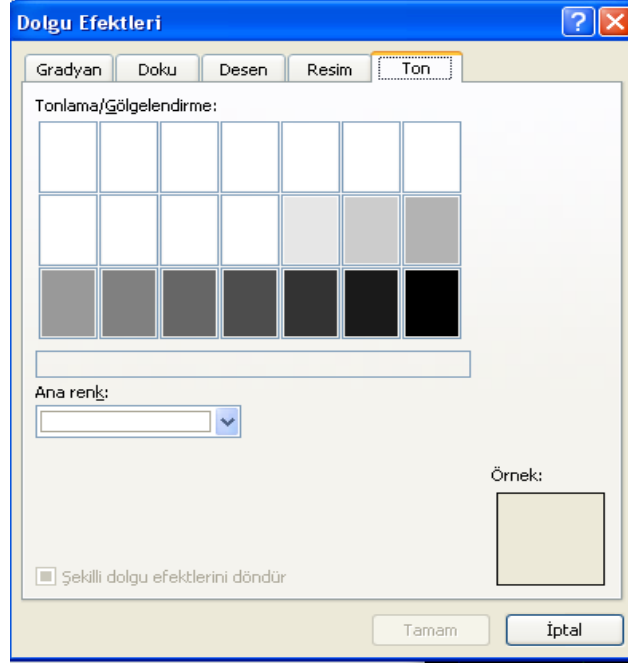 Dolgu Efektleri
Gradyan Doku Desen Resim Ton
Tonlama/Gölgelendirme:
Ana renk:
Örnek:
Şekilli dolgu efektlerini döndür
Tamam İptal